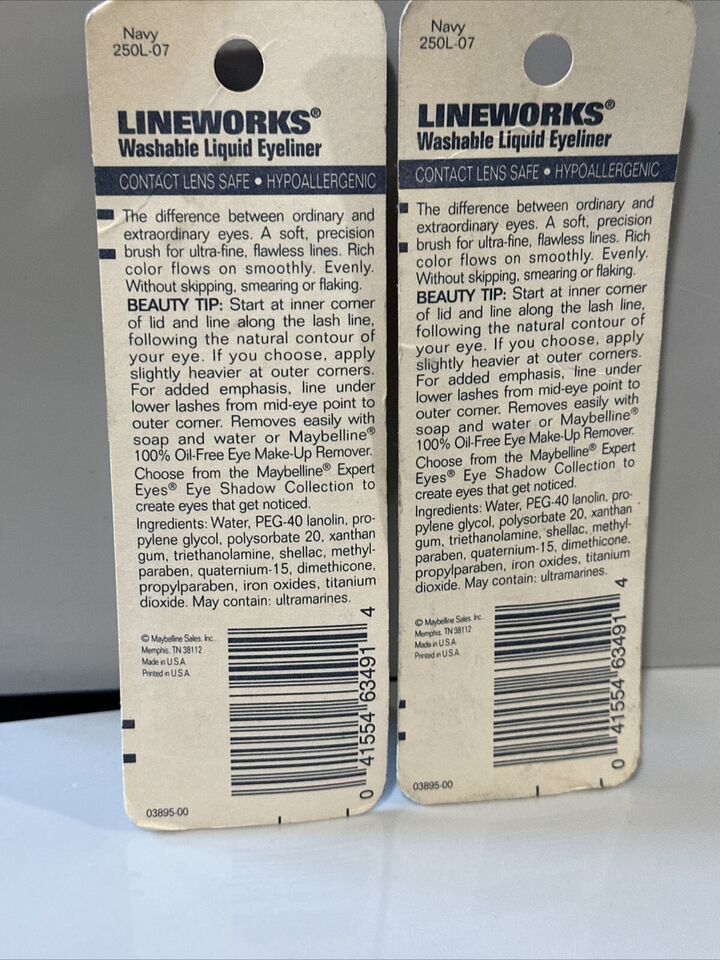 Navy
250L-07
LINEWORKS®
Washable Liquid Eyeliner
CONTACT LENS SAFE • HYPOALLERGENIC
The difference between ordinary and
extraordinary eyes. A soft, precision
brush for ultra-fine, flawless lines. Rich
color flows on smoothly. Evenly.
Without skipping, smearing or flaking.
BEAUTY TIP: Start at inner corner
of lid and line along the lash line,
following the natural contour of
your eye. If you choose, apply
slightly heavier at outer corners.
For added emphasis, line under
lower lashes from mid-eye point to
outer corner. Removes easily with
soap and water or Maybelline®
100% Oil-Free Eye Make-Up Remover.
Choose from the Maybelline® Expert
Eyes® Eye Shadow Collection to
create eyes that get noticed.
Ingredients: Water, PEG-40 lanolin, pro-
pylene glycol, polysorbate 20, xanthan
gum, triethanolamine, shellac, methyl-
paraben, quaternium-15, dimethicone,
propylparaben, iron oxides, titanium
dioxide. May contain: ultramarines.
© Maybelline Sales, Inc.
Memphis, TN 38112
Made in U.S.A.
Printed in U.S.A.
0 41554 63491 4
03895-00
Navy
250L-07
LINEWORKS®
Washable Liquid Eyeliner
CONTACT LENS SAFE • HYPOALLERGENIC
The difference between ordinary and
extraordinary eyes. A soft, precision
brush for ultra-fine, flawless lines. Rich
color flows on smoothly. Evenly.
Without skipping, smearing or flaking.
BEAUTY TIP: Start at inner corner
of lid and line along the lash line,
following the natural contour of
your eye. If you choose, apply
slightly heavier at outer corners.
For added emphasis, line under
lower lashes from mid-eye point to
outer corner. Removes easily with
soap and water or Maybelline®
100% Oil-Free Eye Make-Up Remover.
Choose from the Maybelline® Expert
Eyes® Eye Shadow Collection to
create eyes that get noticed.
Ingredients: Water, PEG-40 lanolin, pro-
pylene glycol, polysorbate 20, xanthan
gum, triethanolamine, shellac, methyl-
paraben, quaternium-15, dimethicone,
propylparaben, iron oxides, titanium
dioxide. May contain: ultramarines.
© Maybelline Sales, Inc.
Memphis, TN 38112
Made in U.S.A.
Printed in U.S.A.
0 41554 63491 4
03895-00